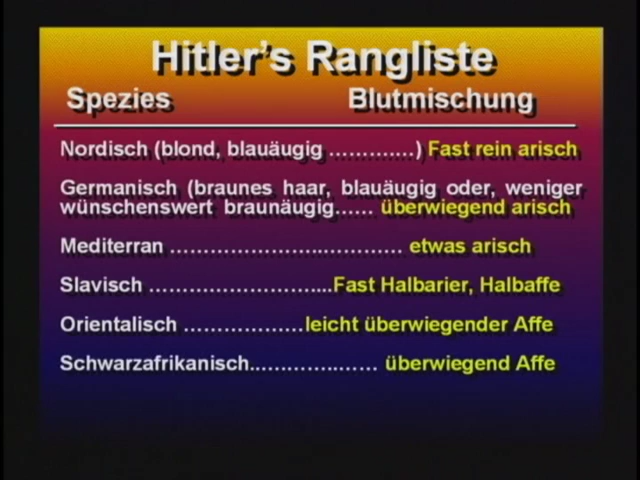 Hitler's Rangliste
Spezies Blutmischung
Nordisch (blond, blauäugig ………….) Fast rein arisch
Germanisch (braunes haar, blauäugig oder, weniger
wünschenswert braunäugig…… überwiegend arisch
Mediterran …………………..………… etwas arisch
Slavisch ……………………....Fast Halbarier, Halbaffe
Orientalisch ………………leicht überwiegender Affe
Schwarzafrikanisch..………..…… überwiegend Affe